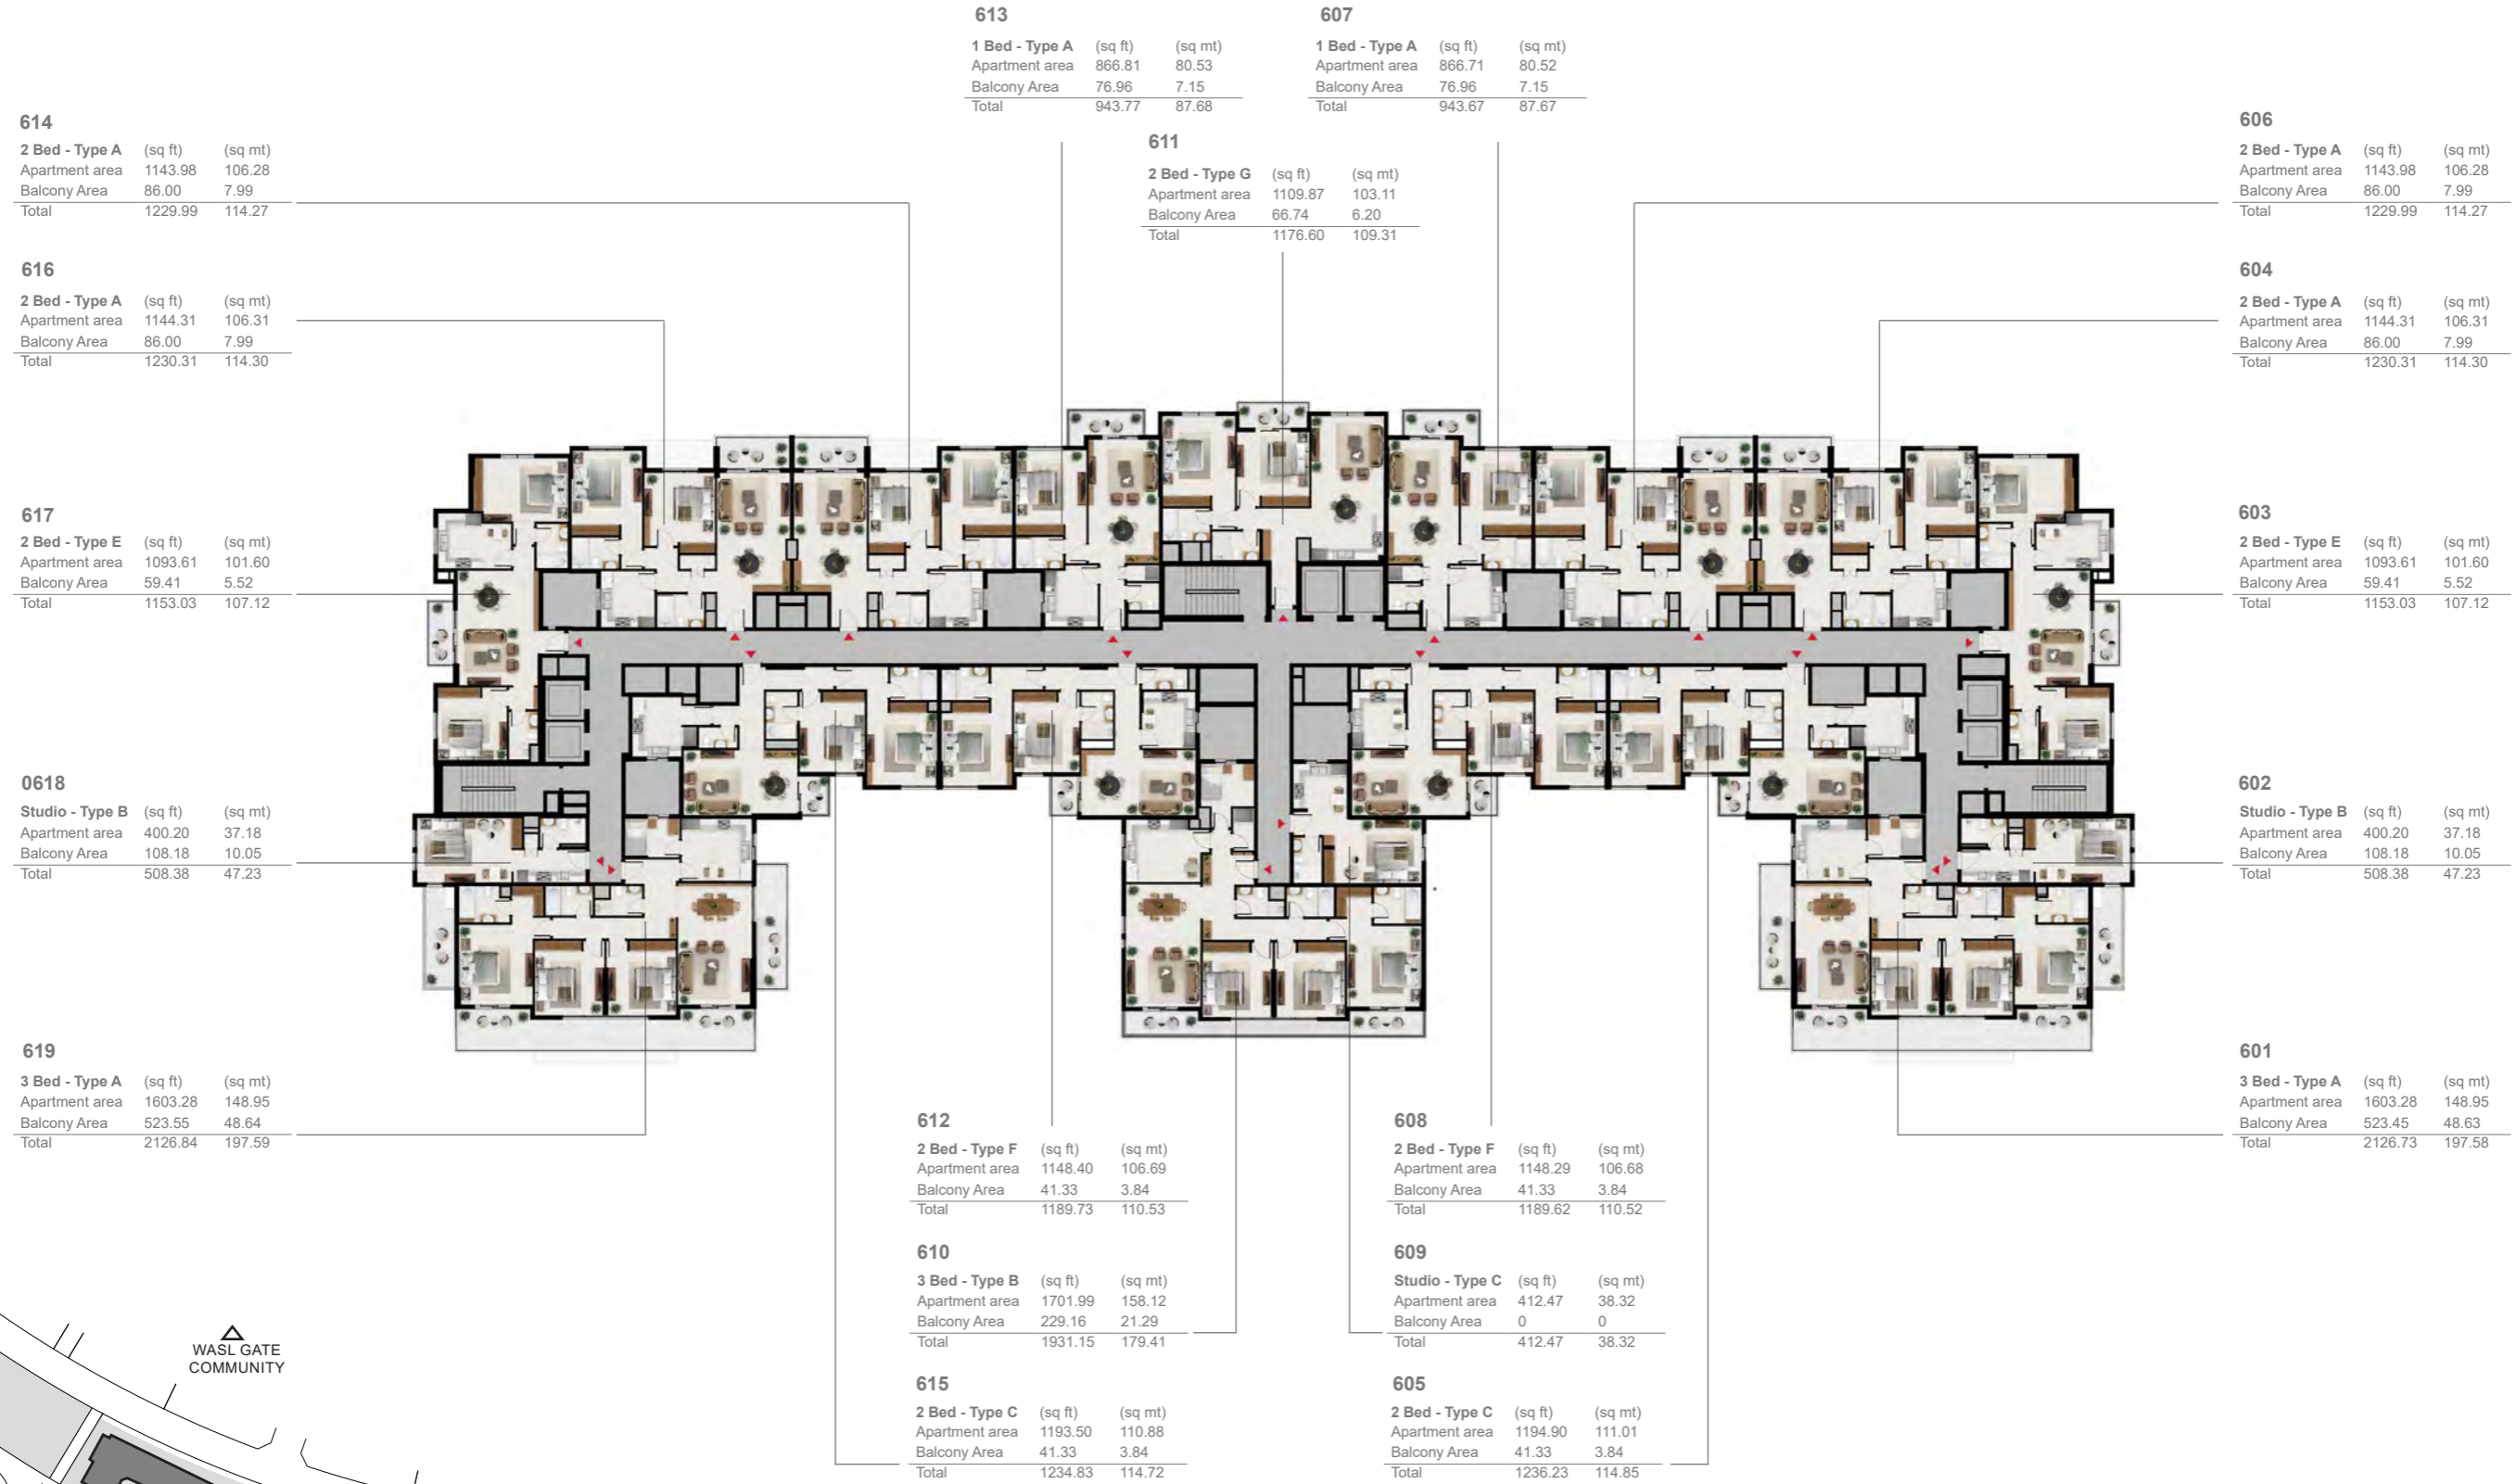 613
1 Bed - Type A (sq ft) (sq mt)
Apartment area 866.81 80.53
Balcony Area 76.96 7.15
Total 943.77 87.68
607
1 Bed - Type A (sq ft) (sq mt)
Apartment area 866.71 80.52
Balcony Area 76.96 7.15
Total 943.67 87.67
614
2 Bed - Type A (sq ft) (sq mt)
Apartment area 1143.98 106.28
Balcony Area 86.00 7.99
Total 1229.99 114.27
611
2 Bed - Type G (sq ft) (sq mt)
Apartment area 1109.87 103.11
Balcony Area 66.74 6.20
Total 1176.60 109.31
606
2 Bed - Type A (sq ft) (sq mt)
Apartment area 1143.98 106.28
Balcony Area 86.00 7.99
Total 1229.99 114.27
616
2 Bed - Type A (sq ft) (sq mt)
Apartment area 1144.31 106.31
Balcony Area 86.00 7.99
Total 1230.31 114.30
604
2 Bed - Type A (sq ft) (sq mt)
Apartment area 1144.31 106.31
Balcony Area 86.00 7.99
Total 1230.31 114.30
617
2 Bed - Type E (sq ft) (sq mt)
Apartment area 1093.61 101.60
Balcony Area 59.41 5.52
Total 1153.03 107.12
603
2 Bed - Type E (sq ft) (sq mt)
Apartment area 1093.61 101.60
Balcony Area 59.41 5.52
Total 1153.03 107.12
0618
Studio - Type B (sq ft) (sq mt)
Apartment area 400.20 37.18
Balcony Area 108.18 10.05
Total 508.38 47.23
602
Studio - Type B (sq ft) (sq mt)
Apartment area 400.20 37.18
Balcony Area 108.18 10.05
Total 508.38 47.23
619
3 Bed - Type A (sq ft) (sq mt)
Apartment area 1603.28 148.95
Balcony Area 523.55 48.64
Total 2126.84 197.59
601
3 Bed - Type A (sq ft) (sq mt)
Apartment area 1603.28 148.95
Balcony Area 523.45 48.63
Total 2126.73 197.58
612
2 Bed - Type F (sq ft) (sq mt)
Apartment area 1148.40 106.69
Balcony Area 41.33 3.84
Total 1189.73 110.53
608
2 Bed - Type F (sq ft) (sq mt)
Apartment area 1148.29 106.68
Balcony Area 41.33 3.84
Total 1189.62 110.52
610
3 Bed - Type B (sq ft) (sq mt)
Apartment area 1701.99 158.12
Balcony Area 229.16 21.29
Total 1931.15 179.41
609
Studio - Type C (sq ft) (sq mt)
Apartment area 412.47 38.32
Balcony Area 0 0
Total 412.47 38.32
615
2 Bed - Type C (sq ft) (sq mt)
Apartment area 1193.50 110.88
Balcony Area 41.33 3.84
Total 1234.83 114.72
605
2 Bed - Type C (sq ft) (sq mt)
Apartment area 1194.90 111.01
Balcony Area 41.33 3.84
Total 1236.23 114.85
WASL GATE
COMMUNITY